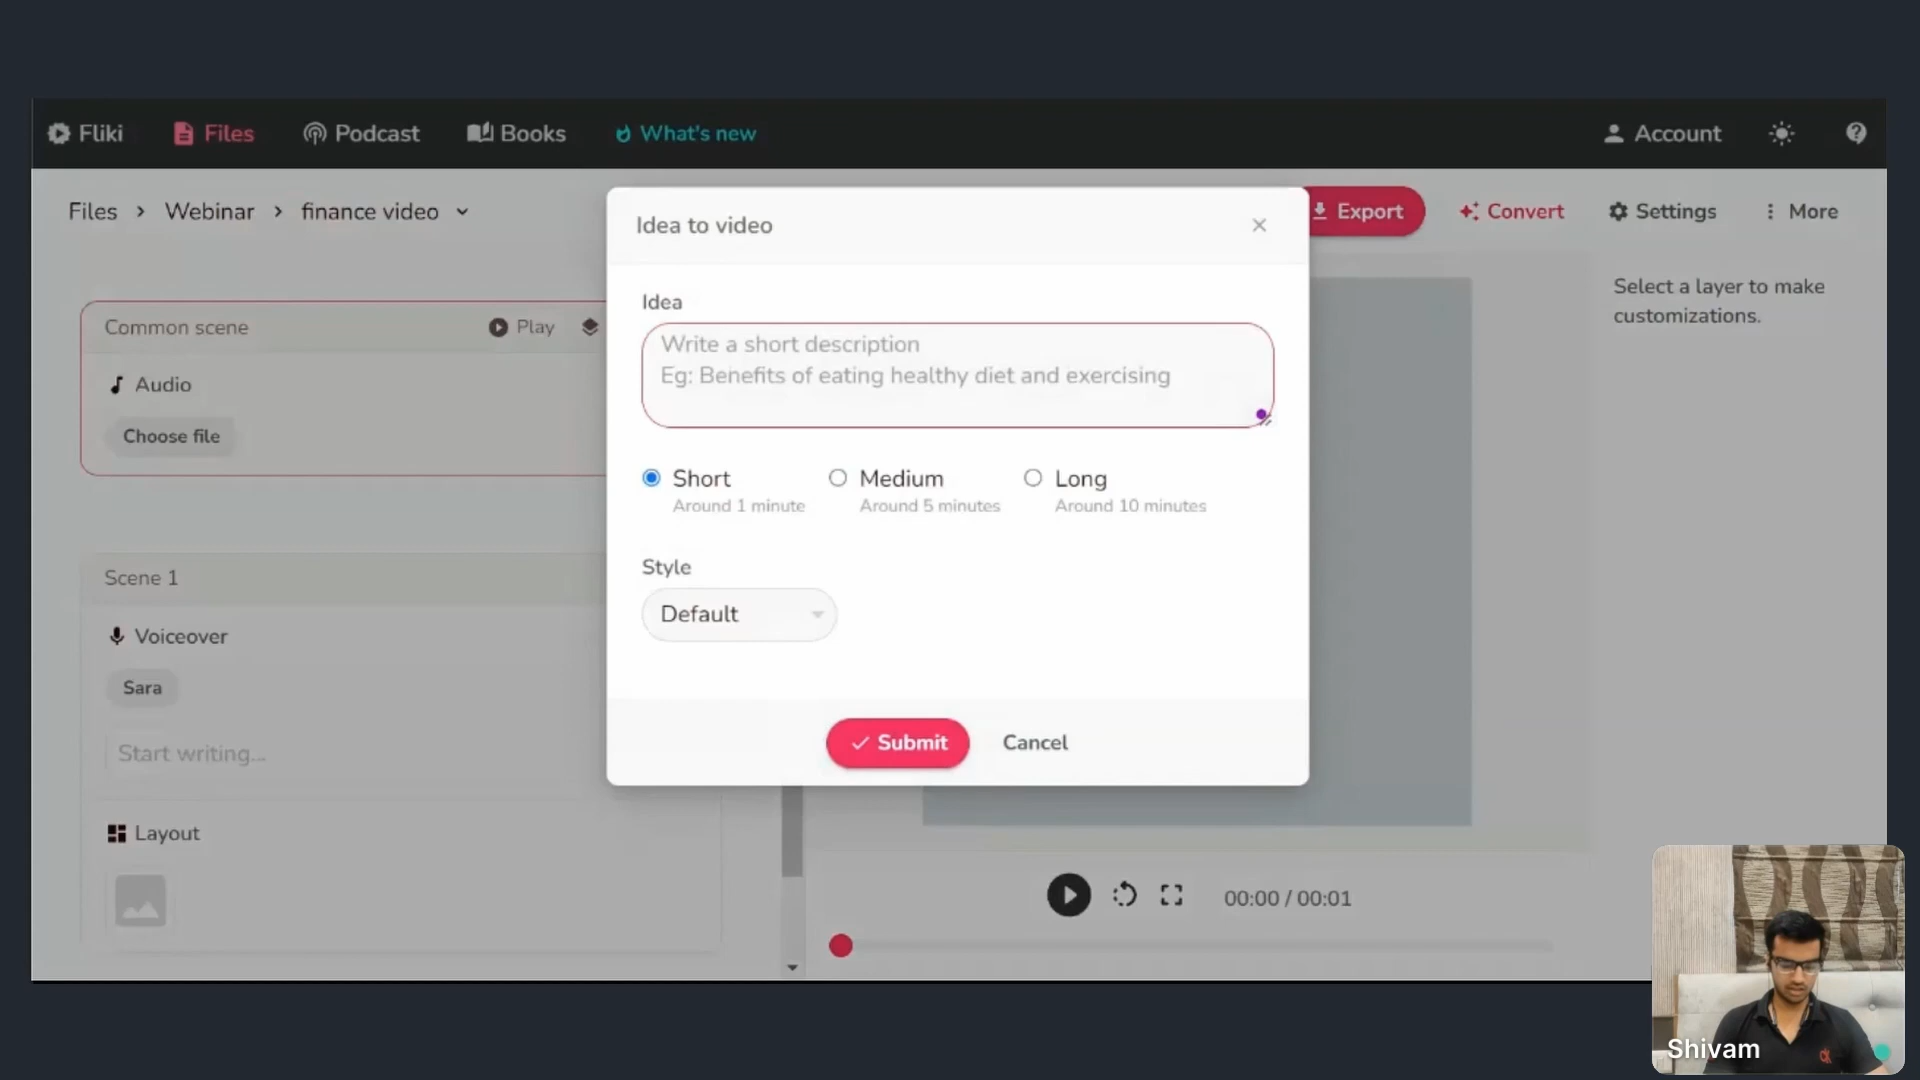 Fliki Files Podcast Books What's new Account
Files > Webinar > finance video
Export Convert Settings More
Idea to video
Idea
Write a short description
Eg: Benefits of eating healthy diet and exercising
Short Medium Long
Around 1 minute Around 5 minutes Around 10 minutes
Style
Default
Submit Cancel
Common scene Play
Audio
Choose file
Scene 1
Voiceover
Sara
Start writing...
Layout
Select a layer to make
customizations.
00:00 / 00:01
Shivam